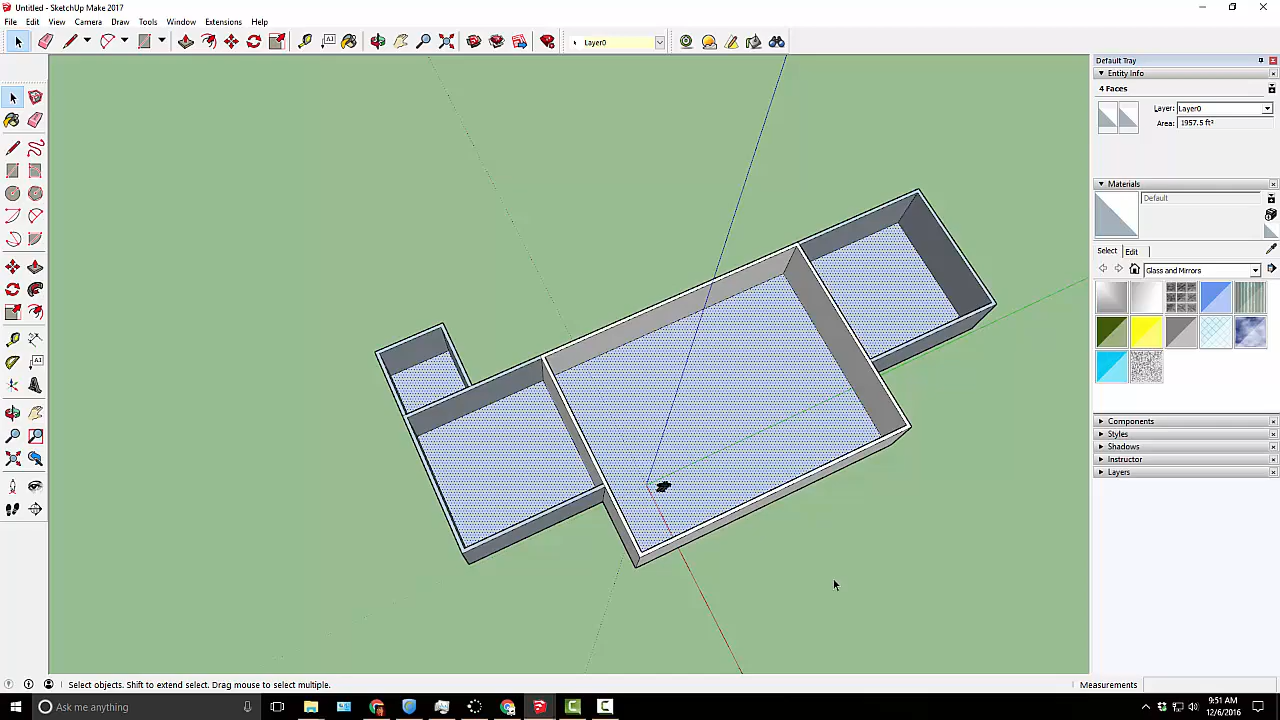 Untitled - SketchUp Make 2017
File Edit View Camera Draw Tools Window Extensions Help
Layer0
Default Tray
Entity Info
4 Faces
Layer: Layer0
Area: 1957.5 ft²
Materials
Default
Select Edit
Glass and Mirrors
Components
Styles
Shadows
Instructor
Layers
Select objects. Shift to extend select. Drag mouse to select multiple.
Measurements
Ask me anything
9:51 AM
12/6/2016